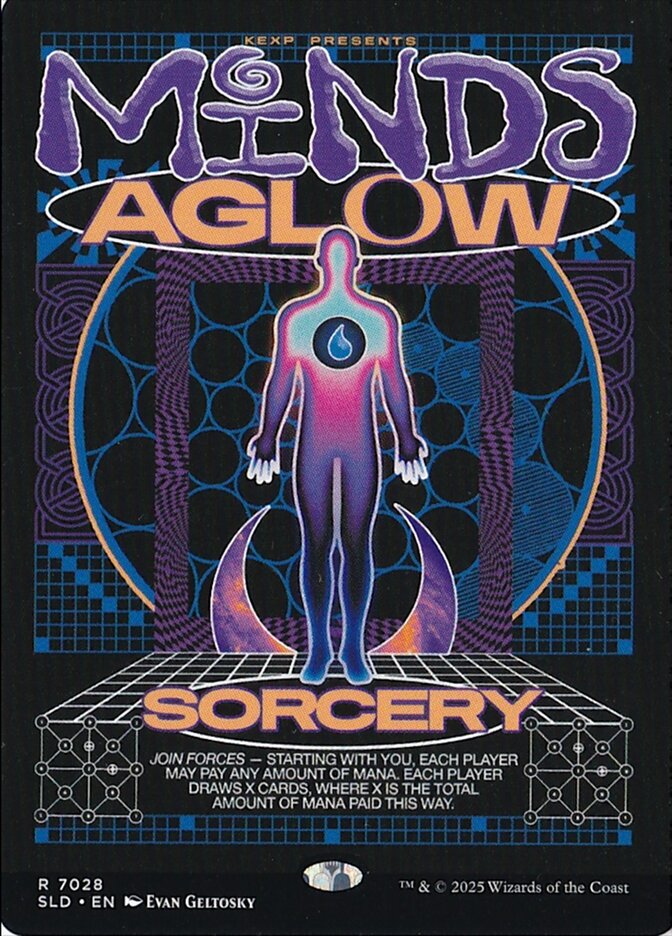 KEXP PRESENTS
MINDS
AGLOW
SORCERY
JOIN FORCES — STARTING WITH YOU, EACH PLAYER
MAY PAY ANY AMOUNT OF MANA. EACH PLAYER
DRAWS X CARDS, WHERE X IS THE TOTAL
AMOUNT OF MANA PAID THIS WAY.
R 7028
SLD • EN EVAN GELTOSKY
™ & © 2025 Wizards of the Coast